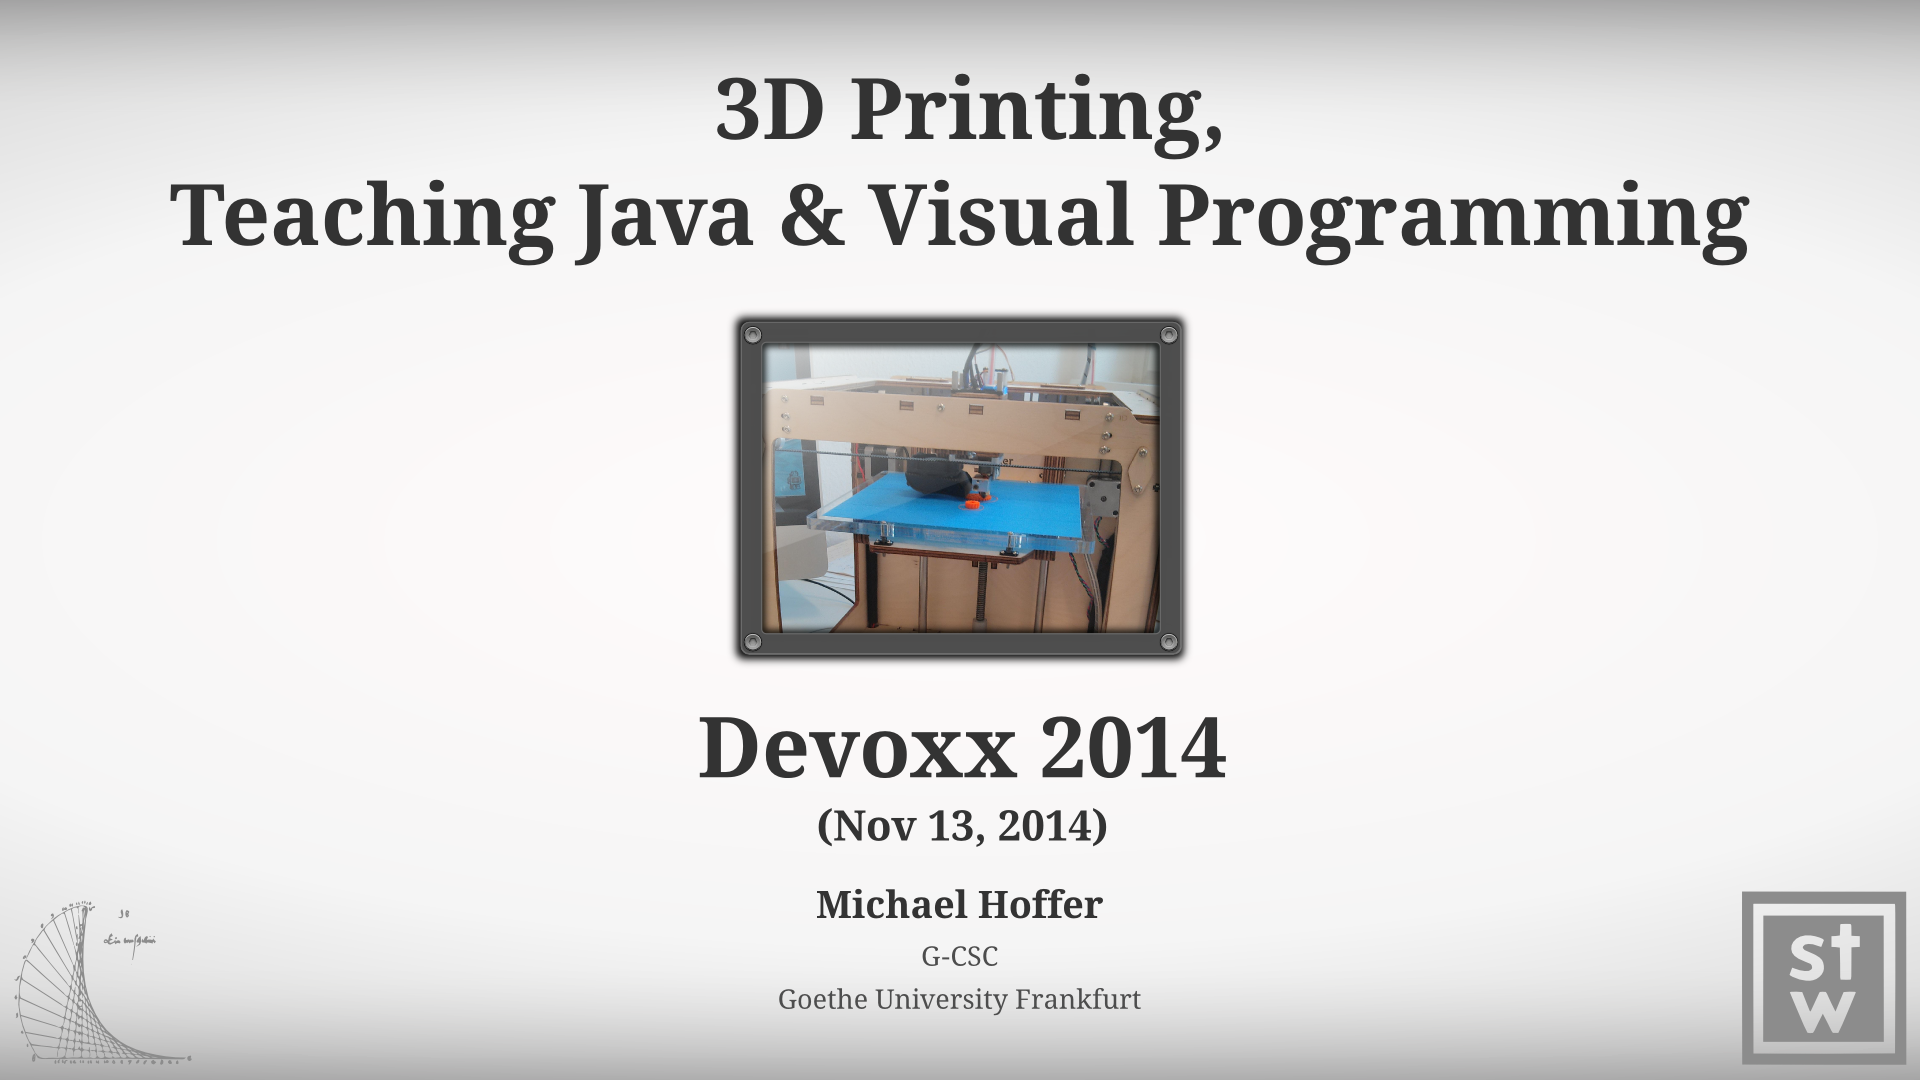 3D Printing,
Teaching Java & Visual Programming
Devoxx 2014
(Nov 13, 2014)
Michael Hoffer
G-CSC
Goethe University Frankfurt
st
w